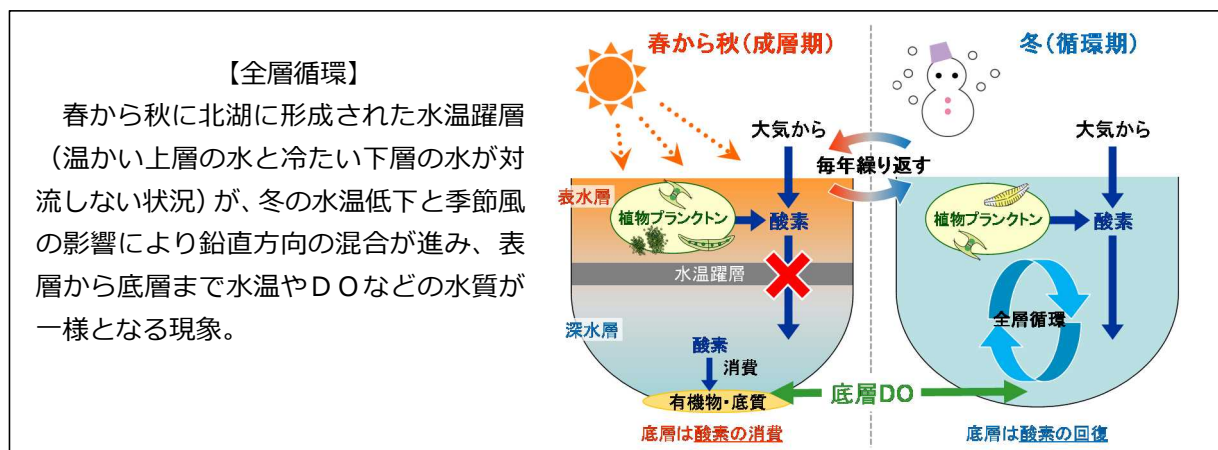 【全層循環】
春から秋に北湖に形成された水温躍層
（温かい上層の水と冷たい下層の水が対
流しない状況）が、冬の水温低下と季節風
の影響により鉛直方向の混合が進み、表
層から底層まで水温やＤＯなどの水質が
一様となる現象。
春から秋(成層期)
冬(循環期)
大気から
大気から
毎年繰り返す
表水層
植物プランクトン
酸素
植物プランクトン
酸素
水温躍層
深水層
全層循環
酸素
消費
有機物・底質
底層DO
底層は酸素の消費
底層は酸素の回復